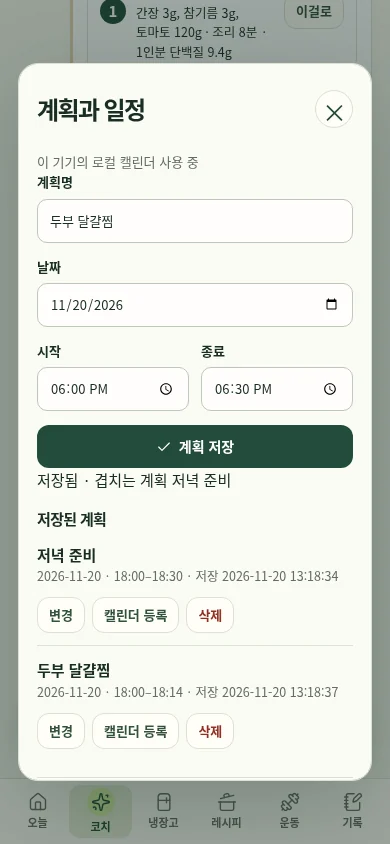 1
간장 3g, 참기름 3g,
토마토 120g · 조리 8분 ·
1인분 단백질 9.4g
이걸로
계획과 일정
이 기기의 로컬 캘린더 사용 중
계획명
두부 달걀찜
날짜
11/20/2026
시작 종료
06:00 PM 06:30 PM
계획 저장
저장됨 · 겹치는 계획 저녁 준비
저장된 계획
저녁 준비
2026-11-20 · 18:00–18:30 · 저장 2026-11-20 13:18:34
변경 캘린더 등록 삭제
두부 달걀찜
2026-11-20 · 18:00–18:14 · 저장 2026-11-20 13:18:37
변경 캘린더 등록 삭제
오늘 코치 냉장고 레시피 운동 기록